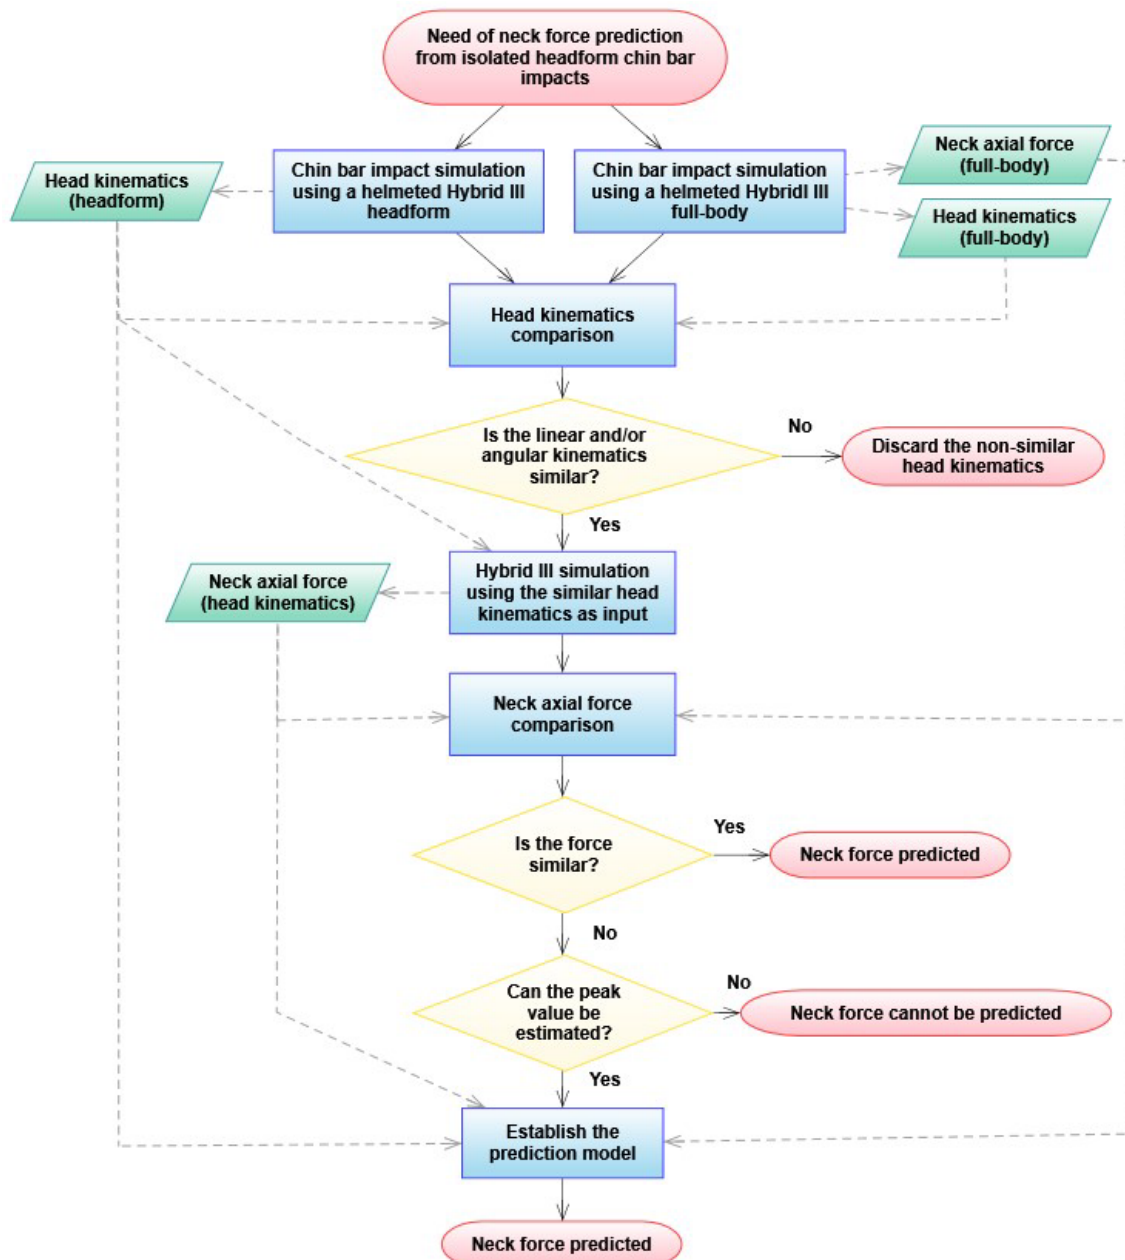 Need of neck force prediction
from isolated headform chin bar
impacts
Head kinematics
(headform)
Chin bar impact simulation
using a helmeted Hybrid III
headform
Chin bar impact simulation
using a helmeted HybridI III
full-body
Neck axial force
(full-body)
Head kinematics
(full-body)
Head kinematics
comparison
Is the linear and/or
angular kinematics
similar?
No
Discard the non-similar
head kinematics
Yes
Neck axial force
(head kinematics)
Hybrid III simulation
using the similar head
kinematics as input
Neck axial force
comparison
Is the force
similar?
Yes
Neck force predicted
No
Can the peak
value be
estimated?
No
Neck force cannot be predicted
Yes
Establish the
prediction model
Neck force predicted